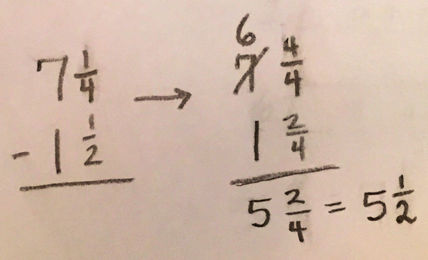 6
7 1/4 → 7 4/4
- 1 1/2 1 2/4
5 2/4 = 5 1/2